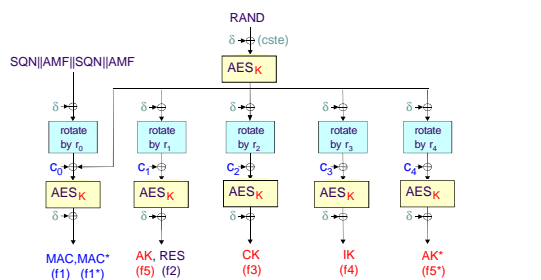 RAND
δ (cste)
SQN||AMF||SQN||AMF
AESK
δ δ δ δ δ
rotate by r0
rotate by r1
rotate by r2
rotate by r3
rotate by r4
c0 c1 c2 c3 c4
AESK AESK AESK AESK AESK
δ δ δ δ δ
MAC,MAC* AK, RES CK IK AK*
(f1) (f1*) (f5) (f2) (f3) (f4) (f5*)